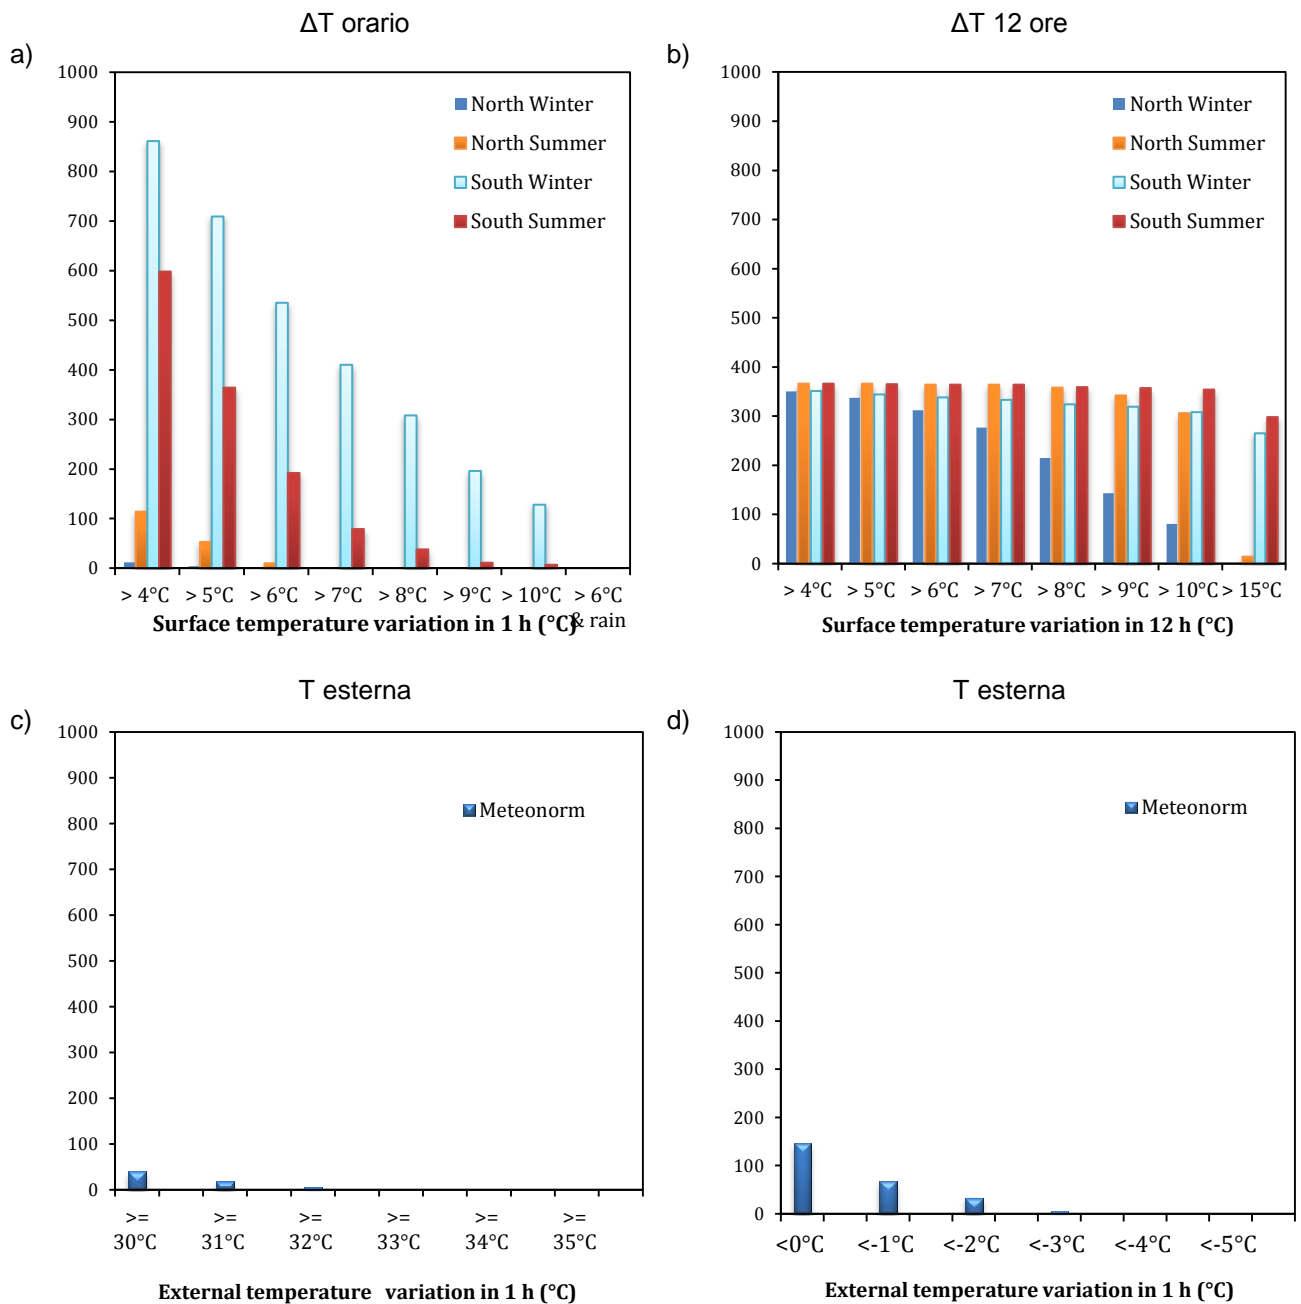 ΔT orario
a)
1000
900
800
700
600
500
400
300
200
100
0
North Winter
North Summer
South Winter
South Summer
> 4°C > 5°C > 6°C > 7°C > 8°C > 9°C > 10°C > 6°C
& rain
Surface temperature variation in 1 h (°C)
ΔT 12 ore
b)
1000
900
800
700
600
500
400
300
200
100
0
North Winter
North Summer
South Winter
South Summer
> 4°C > 5°C > 6°C > 7°C > 8°C > 9°C > 10°C > 15°C
Surface temperature variation in 12 h (°C)
T esterna
c)
1000
900
800
700
600
500
400
300
200
100
0
Meteonorm
>= >= >= >= >= >=
30°C 31°C 32°C 33°C 34°C 35°C
External temperature variation in 1 h (°C)
T esterna
d)
1000
900
800
700
600
500
400
300
200
100
0
Meteonorm
<0°C <-1°C <-2°C <-3°C <-4°C <-5°C
External temperature variation in 1 h (°C)